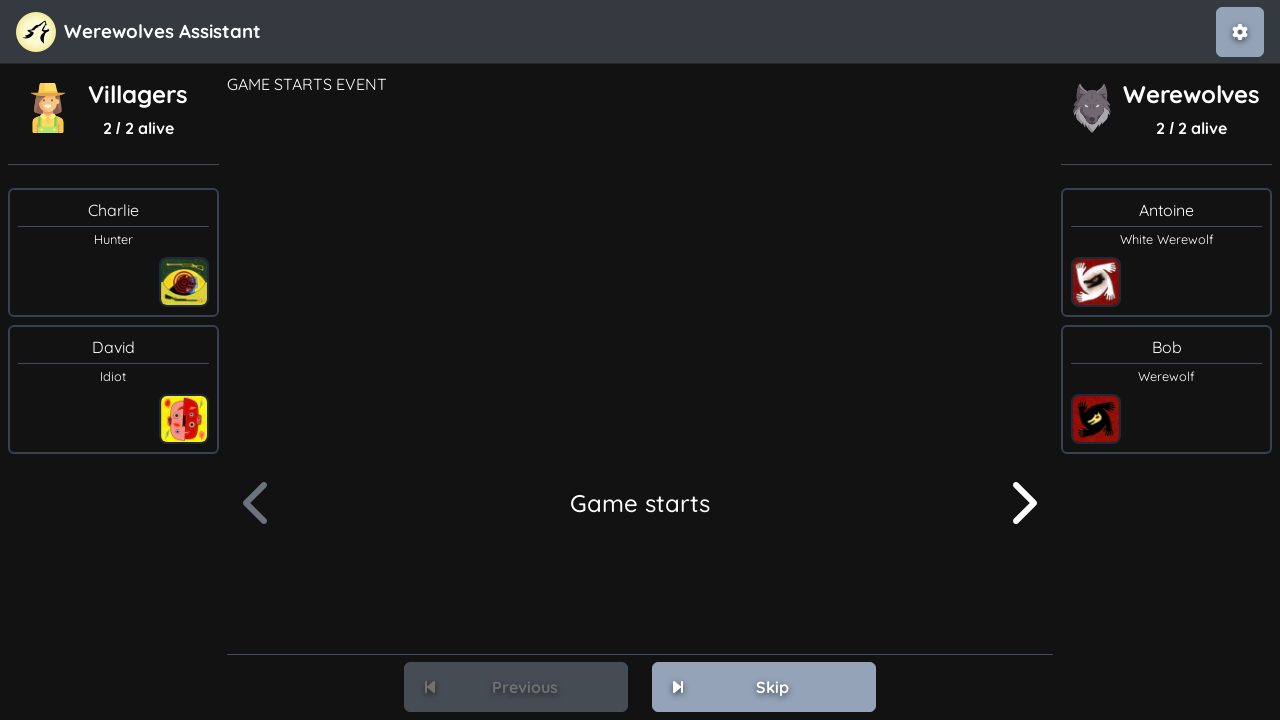 Werewolves Assistant
Villagers
2 / 2 alive
GAME STARTS EVENT
Werewolves
2 / 2 alive
Charlie
Hunter
David
Idiot
Antoine
White Werewolf
Bob
Werewolf
Game starts
Previous
Skip